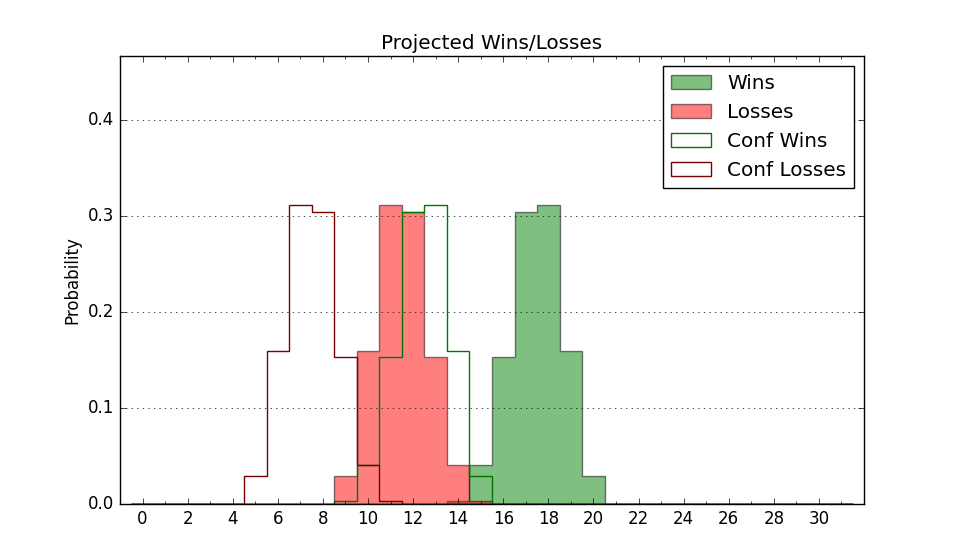 Projected Wins/Losses
Wins
Losses
Conf Wins
Conf Losses
Probability
0.4
0.3
0.2
0.1
0.0
0 2 4 6 8 10 12 14 16 18 20 22 24 26 28 30